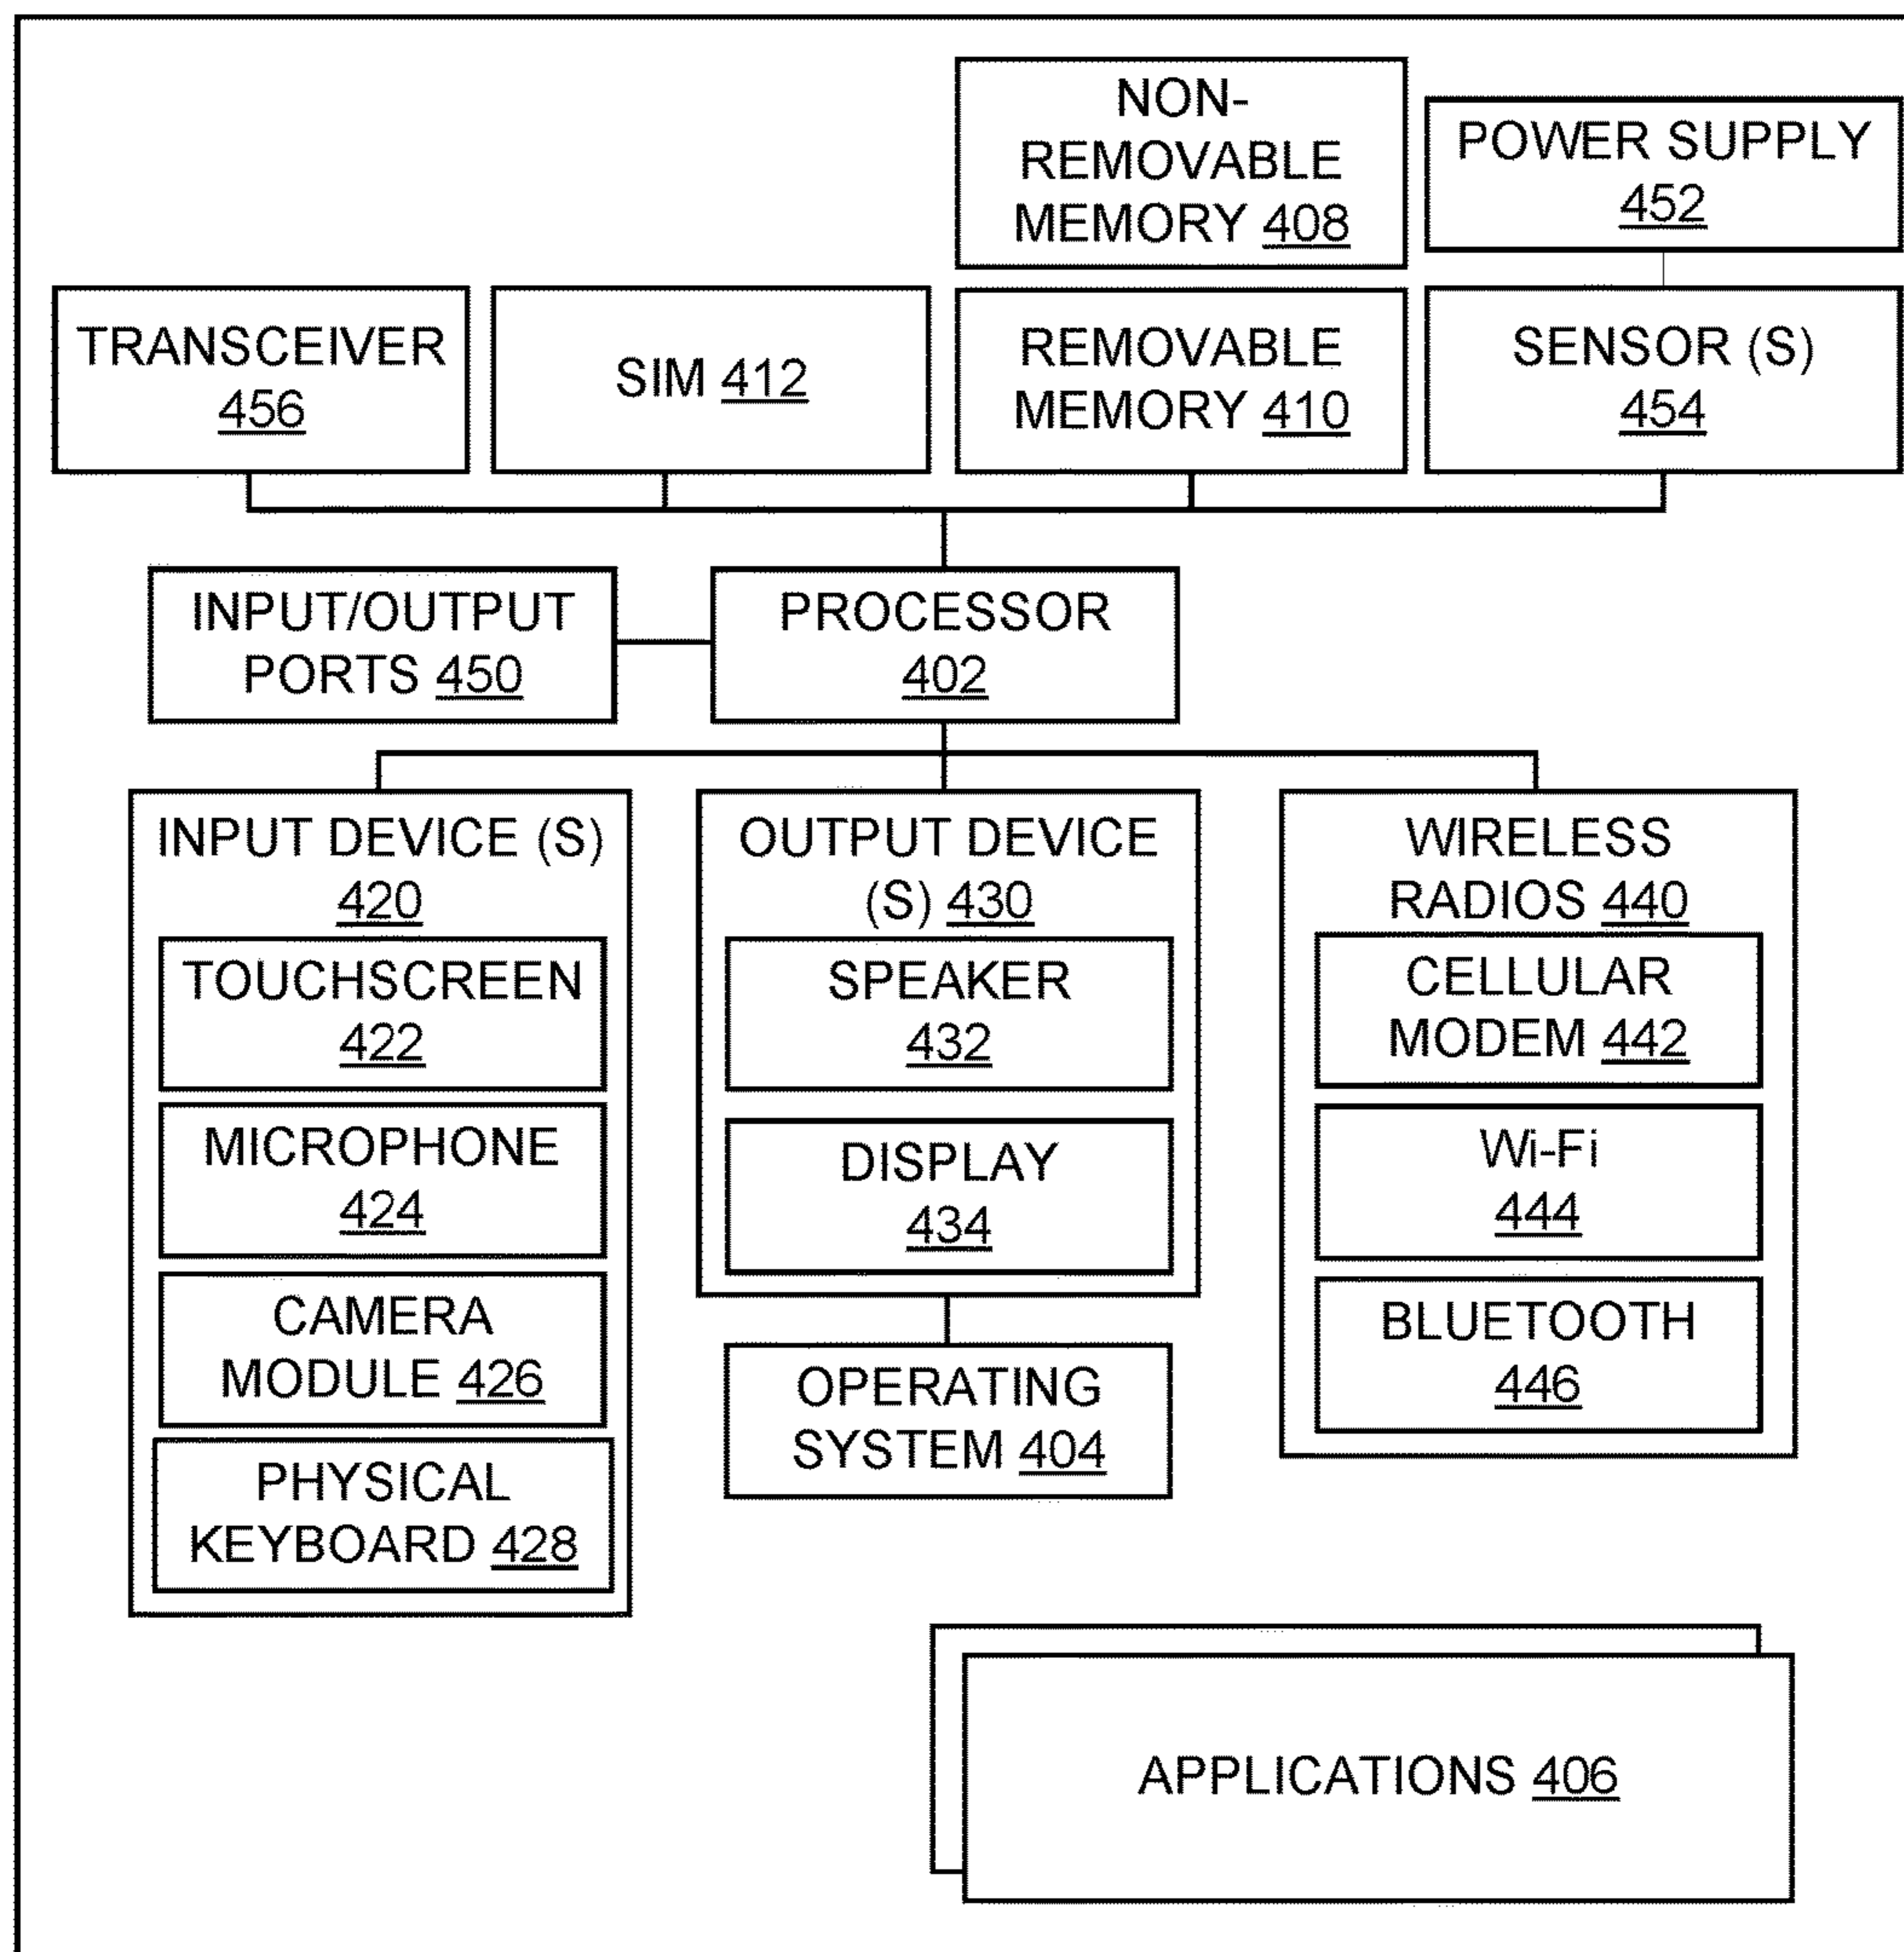 NON-
REMOVABLE
MEMORY 408
POWER SUPPLY
452
TRANSCEIVER
456
SIM 412
REMOVABLE
MEMORY 410
SENSOR (S)
454
INPUT/OUTPUT
PORTS 450
PROCESSOR
402
INPUT DEVICE (S)
420
TOUCHSCREEN
422
MICROPHONE
424
CAMERA
MODULE 426
PHYSICAL
KEYBOARD 428
OUTPUT DEVICE
(S) 430
SPEAKER
432
DISPLAY
434
OPERATING
SYSTEM 404
WIRELESS
RADIOS 440
CELLULAR
MODEM 442
Wi-Fi
444
BLUETOOTH
446
APPLICATIONS 406